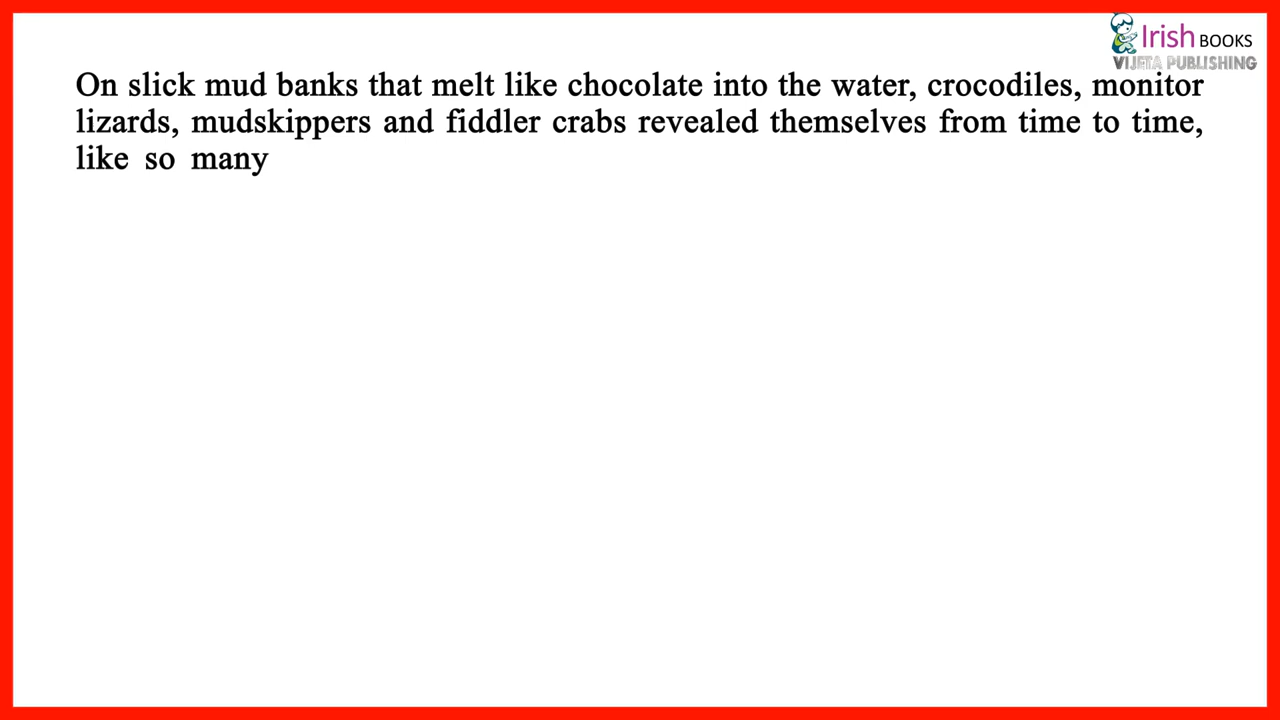 Irish BOOKS
VIJETA PUBLISHING
On slick mud banks that melt like chocolate into the water, crocodiles, monitor
lizards, mudskippers and fiddler crabs revealed themselves from time to time,
like so many